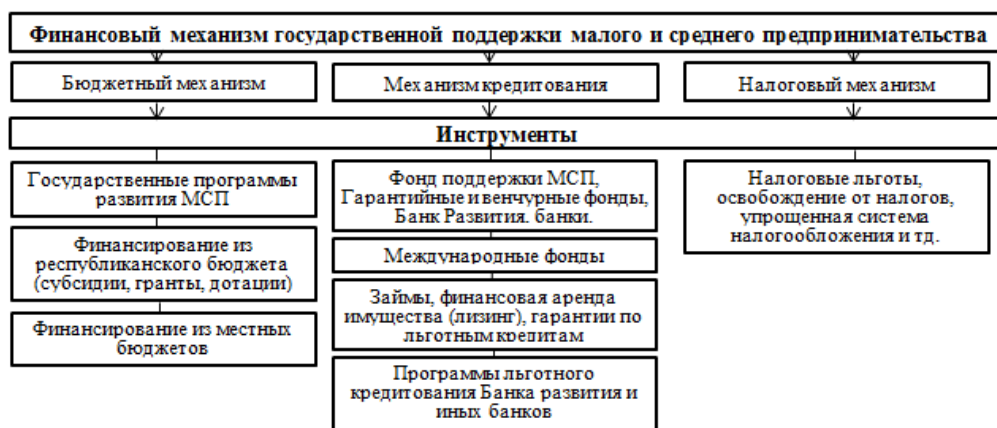 Финансовый механизм государственной поддержки малого и среднего предпринимательства
Бюджетный механизм
Механизм кредитования
Налоговый механизм
Инструменты
Государственные программы
развития МСП
Финансирование из
республиканского бюджета
(субсидии, гранты, дотации)
Финансирование из местных
бюджетов
Фонд поддержки МСП,
Гарантийные и венчурные фонды,
Банк Развития. банки.
Международные фонды
Займы, финансовая аренда
имущества (лизинг), гарантии по
льготным кредитам
Программы льготного
кредитования Банка развития и
иных банков
Налоговые льготы,
освобождение от налогов,
упрощенная система
налогообложения и тд.